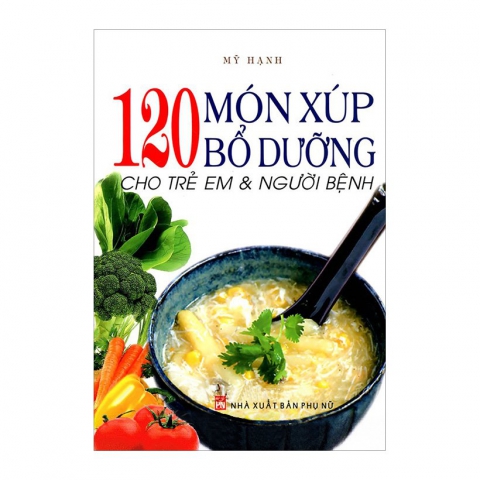 MỸ HẠNH
120 MÓN XÚP
BỔ DƯỠNG
CHO TRẺ EM & NGƯỜI BỆNH
NHÀ XUẤT BẢN PHỤ NỮ